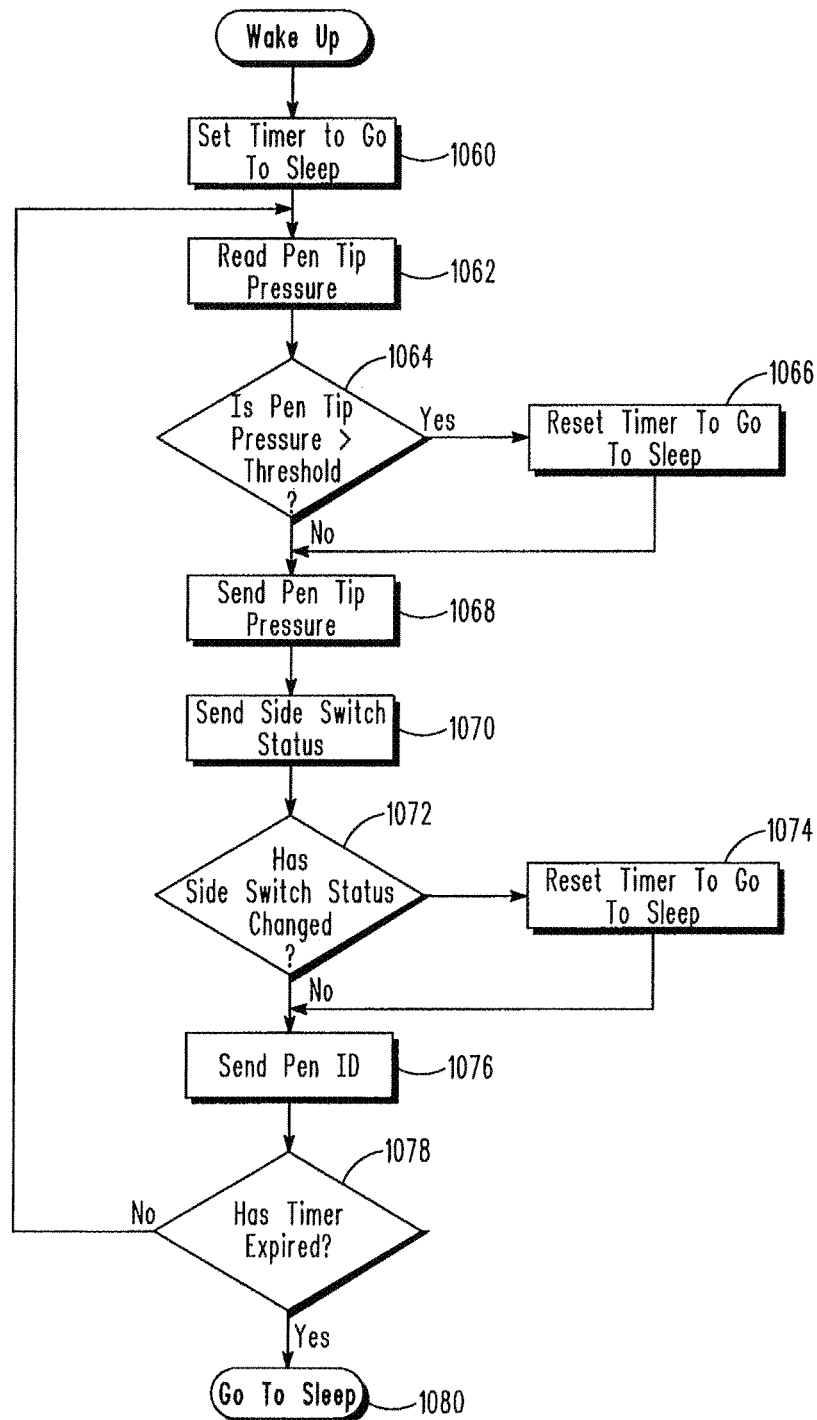 Wake Up
Set Timer to Go
To Sleep
1060
Read Pen Tip
Pressure
1062
1064
Is Pen Tip
Pressure >
Threshold
?
Yes
1066
Reset Timer To Go
To Sleep
No
Send Pen Tip
Pressure
1068
Send Side Switch
Status
1070
1072
Has
Side Switch Status
Changed
?
1074
Reset Timer To Go
To Sleep
No
Send Pen ID
1076
1078
No
Has Timer
Expired?
Yes
Go To Sleep
1080